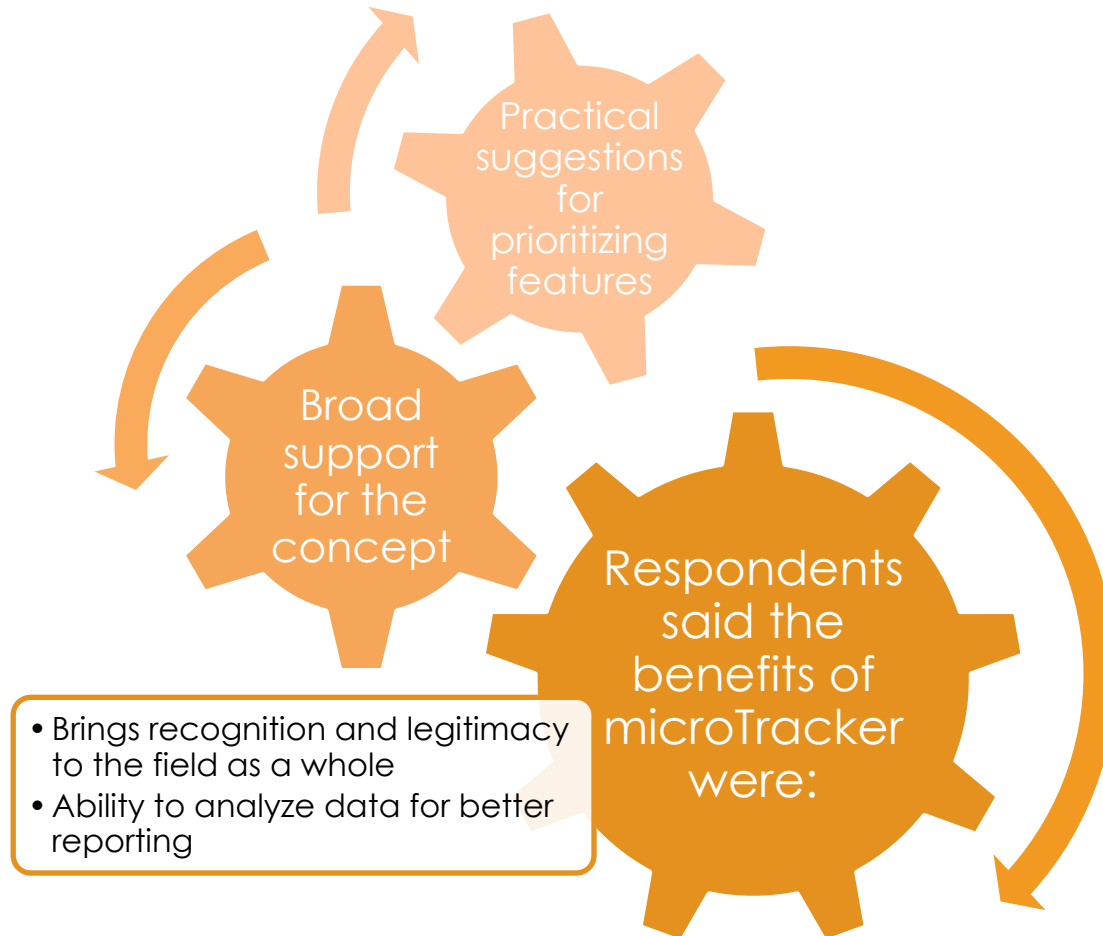 Practical
suggestions
for
prioritizing
features
Broad
support
for the
concept
Respondents
said the
benefits of
microTracker
were:
• Brings recognition and legitimacy
to the field as a whole
• Ability to analyze data for better
reporting